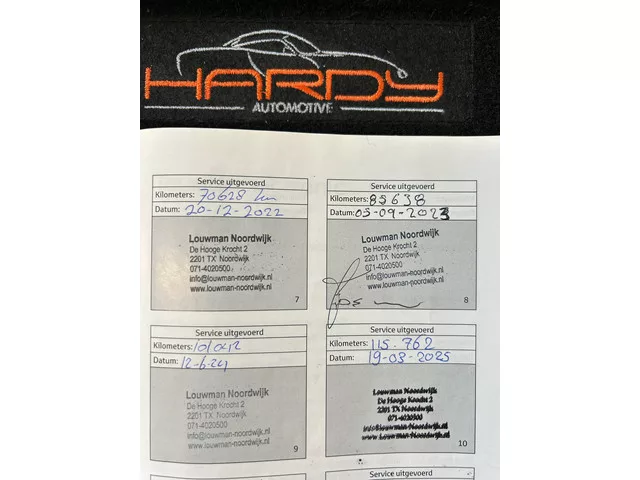 HARDY
AUTOMOTIVE
Service uitgevoerd
Kilometers: 70628 km
Datum: 20-12-2022
Louwman Noordwijk
De Hooge Krocht 2
2201 TX Noordwijk
071-4020500
info@louwman-noordwijk.nl
www.louwman-noordwijk.nl
7
Service uitgevoerd
Kilometers: 85638
Datum: 05-09-2023
Louwman Noordwijk
De Hooge Krocht 2
2201 TX Noordwijk
071-4020500
info@louwman-noordwijk.nl
www.louwman-noordwijk.nl
8
Service uitgevoerd
Kilometers: 101042
Datum: 12-6-24
Louwman Noordwijk
De Hooge Krocht 2
2201 TX Noordwijk
071-4020500
info@louwman-noordwijk.nl
www.louwman-noordwijk.nl
9
Service uitgevoerd
Kilometers: 115.762
Datum: 19-03-2025
Louwman Noordwijk
De Hooge Krocht 2
2201 TX Noordwijk
071-4020500
info@louwman-Noordwijk.nl
www.Louwman-Noordwijk.nl
10
Service uitgevoerd
Service uitgevoerd